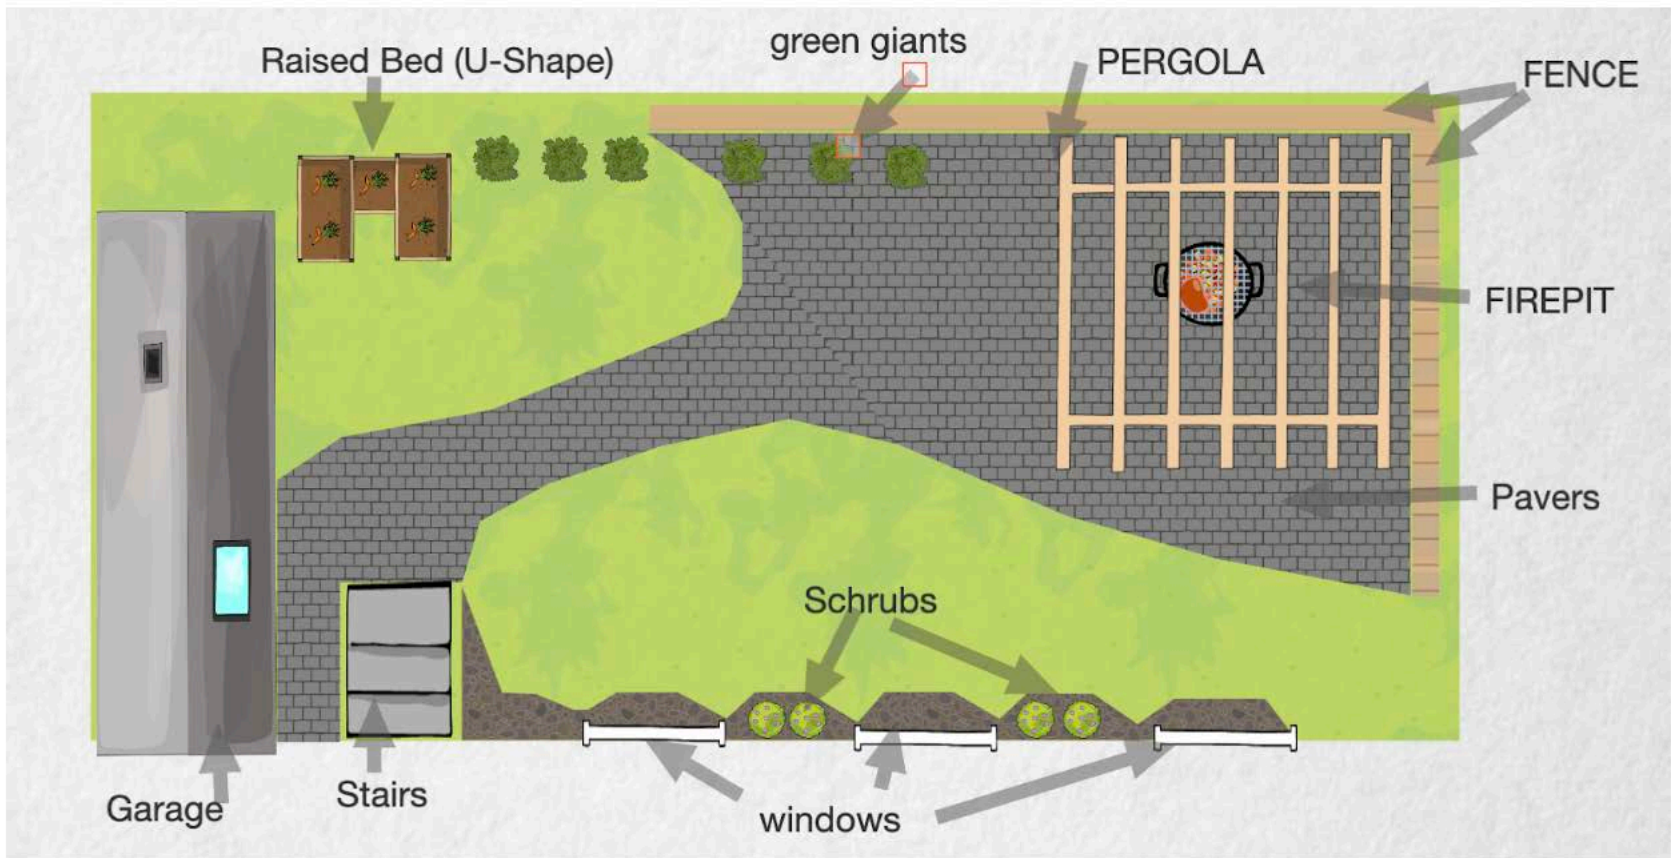 green giants
Raised Bed (U-Shape)
PERGOLA
FENCE
FIREPIT
Pavers
Schrubs
Stairs
Garage
windows